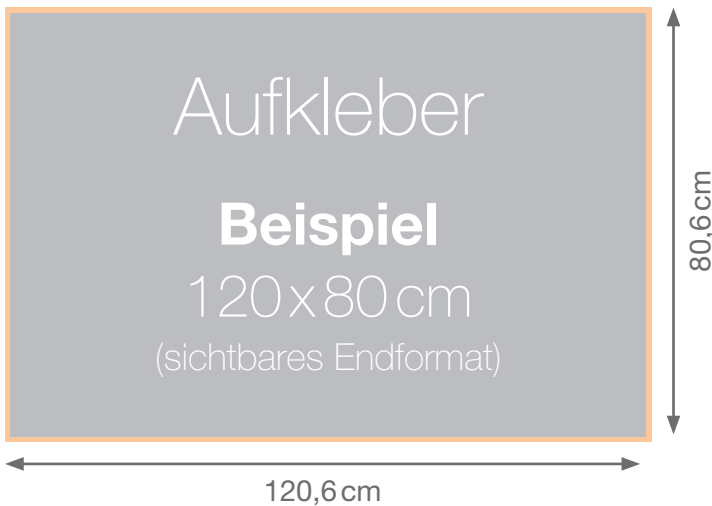 Aufkleber
Beispiel
120 x 80 cm
(sichtbares Endformat)
80,6 cm
120,6 cm